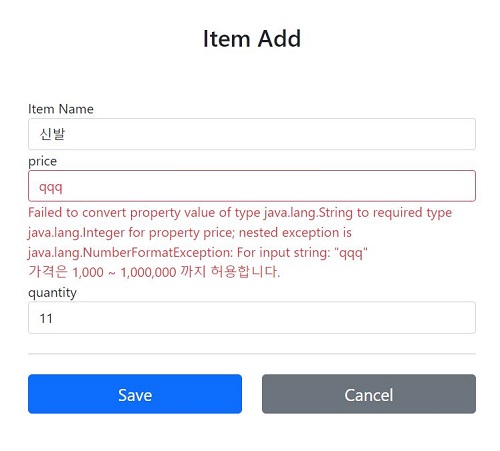 Item Add
Item Name
신발
price
qqq
Failed to convert property value of type java.lang.String to required type
java.lang.Integer for property price; nested exception is
java.lang.NumberFormatException: For input string: "qqq"
가격은 1,000 ~ 1,000,000 까지 허용합니다.
quantity
11
Save
Cancel